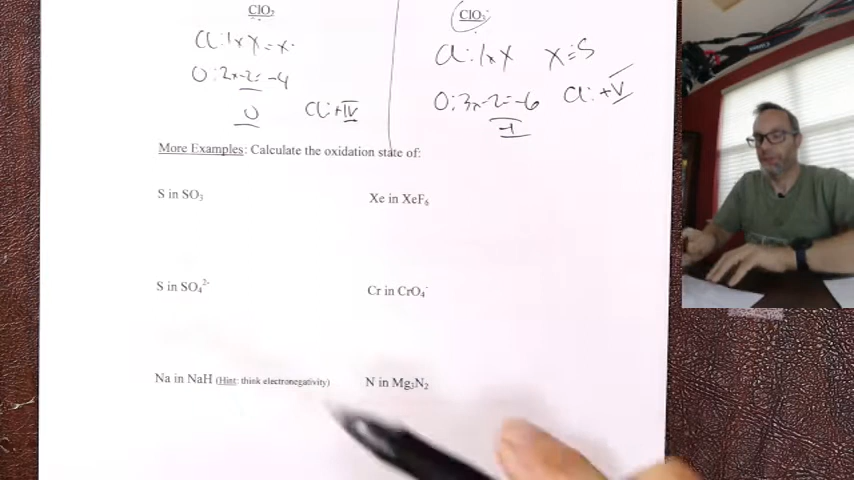 ClO₂
Cl: 1 x X = x
O: 2x-2 = -4
0 Cl: +IV
ClO₃⁻
Cl: 1 x X x = 5
O: 3x-2 = -6 Cl: +V
-1
More Examples: Calculate the oxidation state of:
S in SO₃ Xe in XeF₆
S in SO₄²⁻ Cr in CrO₄⁻
Na in NaH (Hint: think electronegativity) N in Mg₃N₂